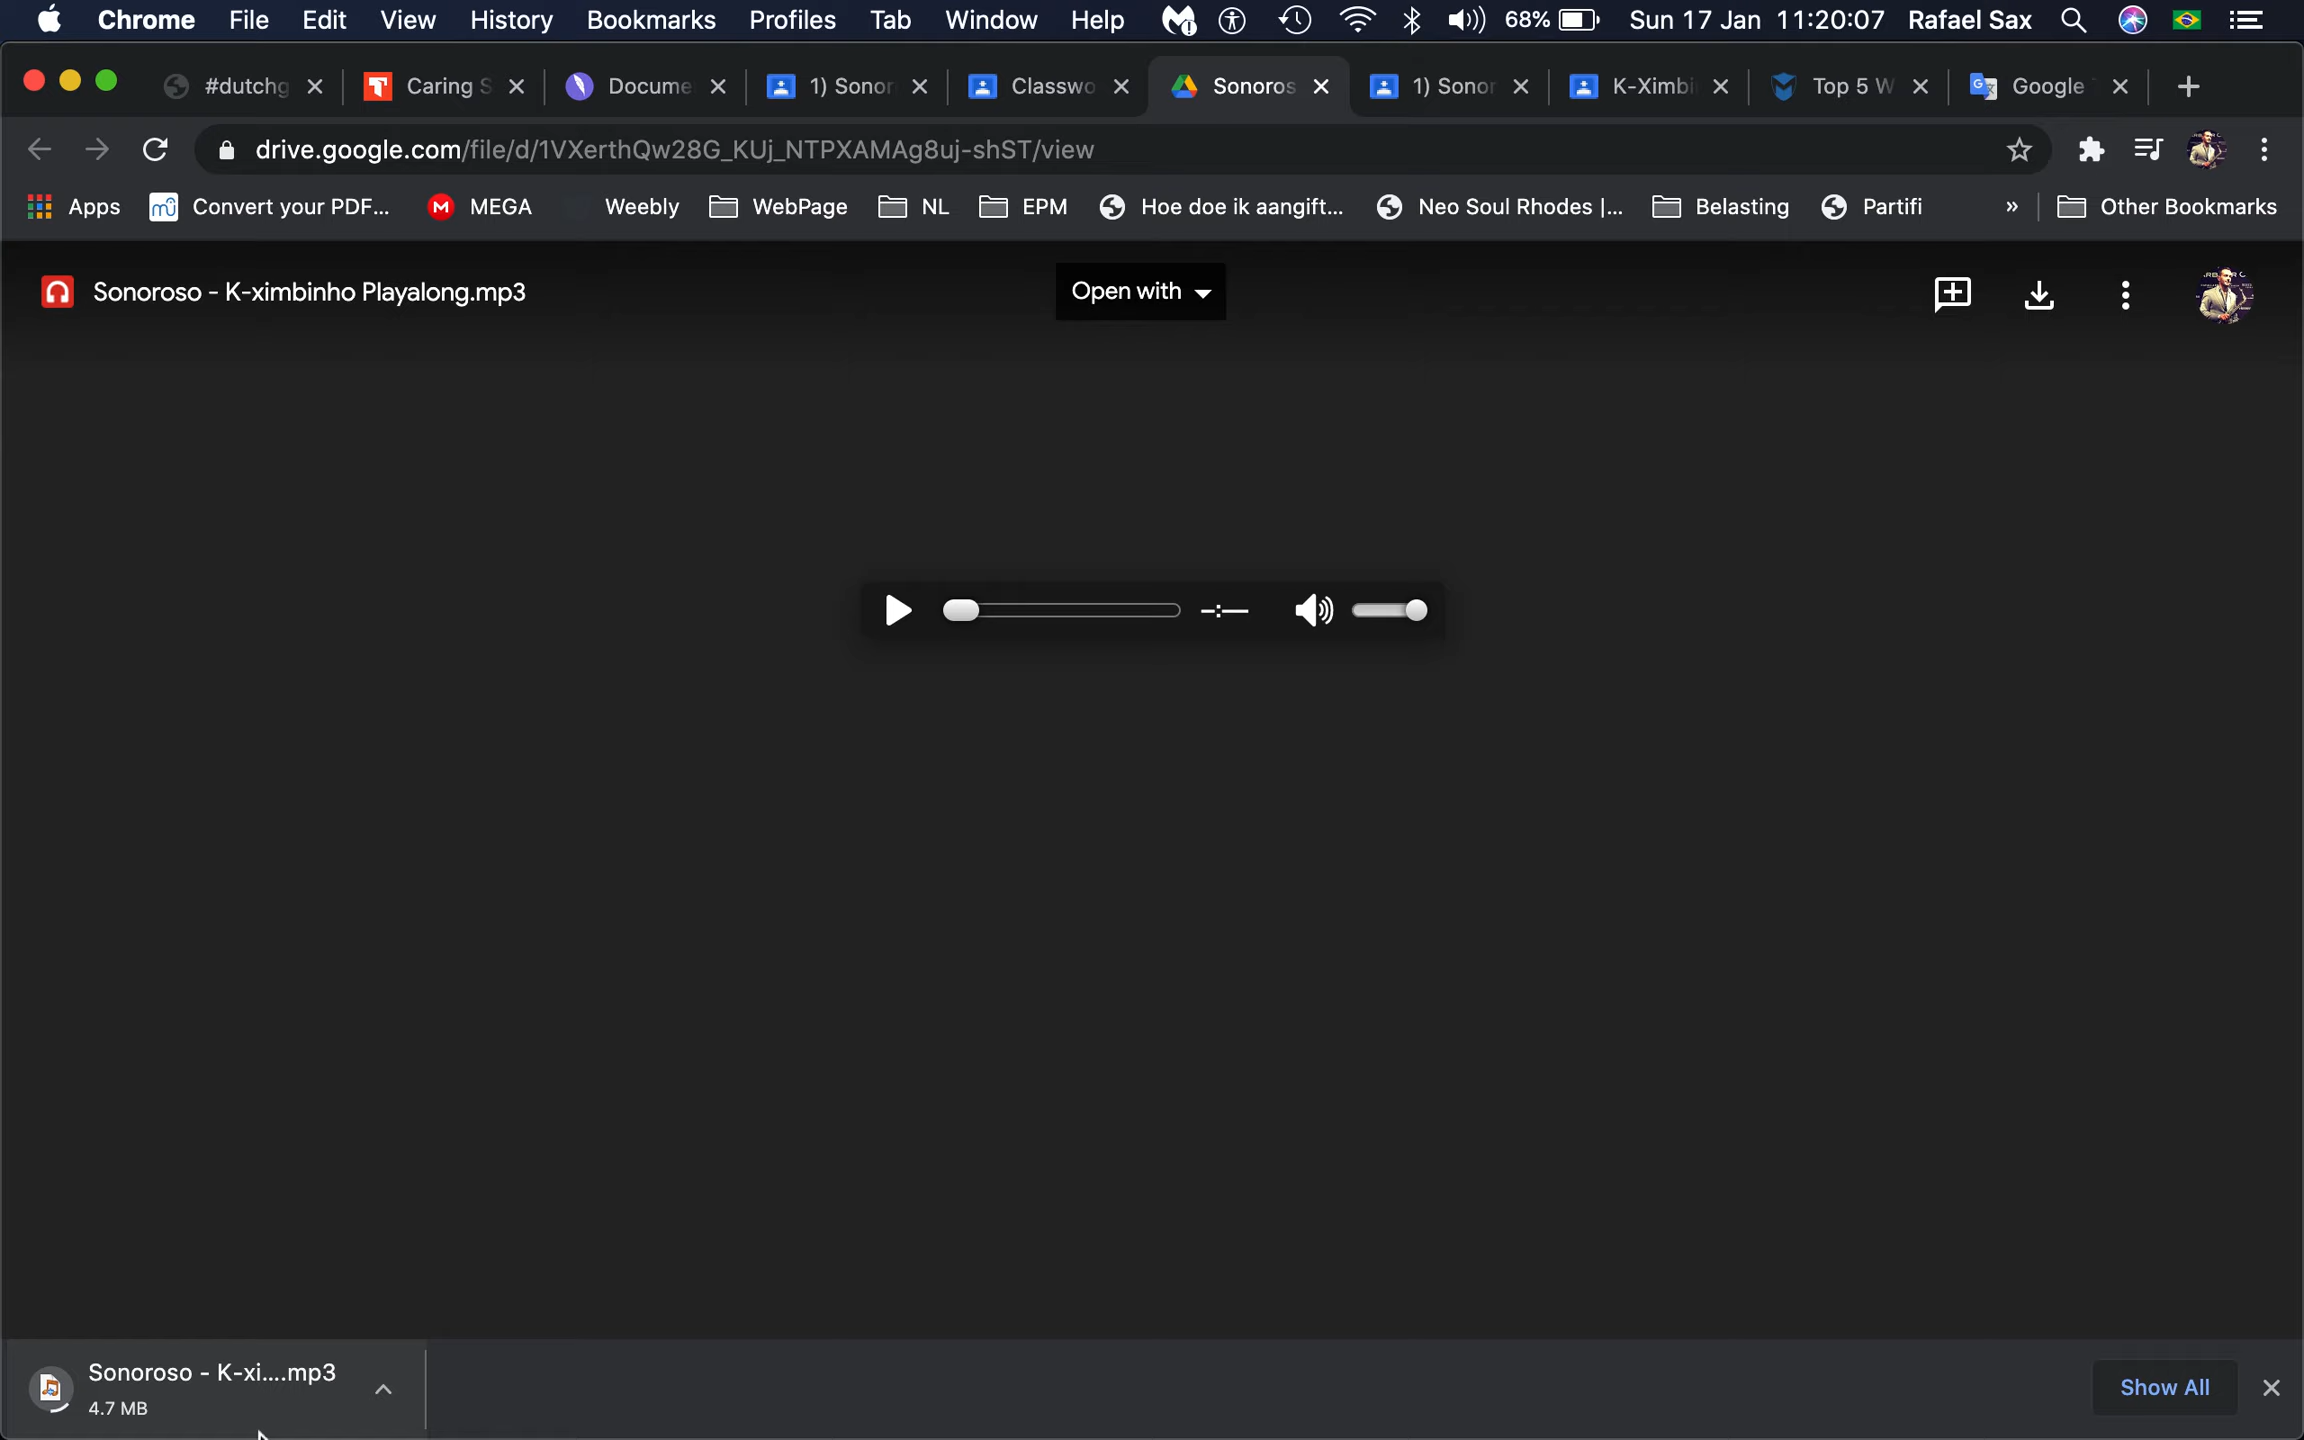 Chrome File Edit View History Bookmarks Profiles Tab Window Help 68% Sun 17 Jan 11:20:07 Rafael Sax
#dutchg Caring S Docume 1) Sonor Classwo Sonoros 1) Sonor K-Ximbi Top 5 W Google T
drive.google.com/file/d/1VXerthQw28G_KUj_NTPXAMAg8uj-shST/view
Apps Convert your PDF... MEGA Weebly WebPage NL EPM Hoe doe ik aangift... Neo Soul Rhodes |... Belasting Partifi » Other Bookmarks
Sonoroso - K-ximbinho Playalong.mp3 Open with
-:--
Sonoroso - K-xi....mp3
4.7 MB
Show All